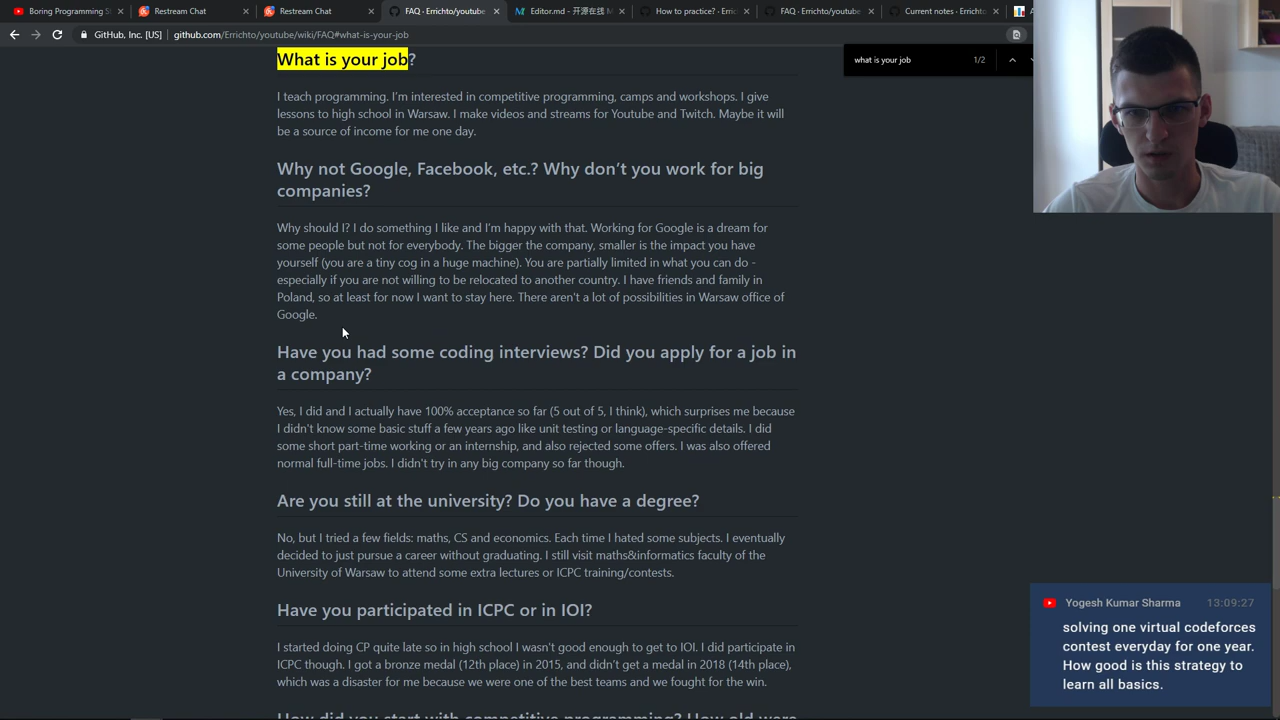 Boring Programming S
Restream Chat
Restream Chat
FAQ · Errichto/youtube
Editor.md - 开源在线 M
How to practice? · Erric
FAQ · Errichto/youtube
Current notes · Errichto
GitHub, Inc. [US]
github.com/Errichto/youtube/wiki/FAQ#what-is-your-job
what is your job
1/2
What is your job?
I teach programming. I'm interested in competitive programming, camps and workshops. I give
lessons to high school in Warsaw. I make videos and streams for Youtube and Twitch. Maybe it will
be a source of income for me one day.
Why not Google, Facebook, etc.? Why don't you work for big
companies?
Why should I? I do something I like and I'm happy with that. Working for Google is a dream for
some people but not for everybody. The bigger the company, smaller is the impact you have
yourself (you are a tiny cog in a huge machine). You are partially limited in what you can do -
especially if you are not willing to be relocated to another country. I have friends and family in
Poland, so at least for now I want to stay here. There aren't a lot of possibilities in Warsaw office of
Google.
Have you had some coding interviews? Did you apply for a job in
a company?
Yes, I did and I actually have 100% acceptance so far (5 out of 5, I think), which surprises me because
I didn't know some basic stuff a few years ago like unit testing or language-specific details. I did
some short part-time working or an internship, and also rejected some offers. I was also offered
normal full-time jobs. I didn't try in any big company so far though.
Are you still at the university? Do you have a degree?
No, but I tried a few fields: maths, CS and economics. Each time I hated some subjects. I eventually
decided to just pursue a career without graduating. I still visit maths&informatics faculty of the
University of Warsaw to attend some extra lectures or ICPC training/contests.
Have you participated in ICPC or in IOI?
I started doing CP quite late so in high school I wasn't good enough to get to IOI. I did participate in
ICPC though. I got a bronze medal (12th place) in 2015, and didn't get a medal in 2018 (14th place),
which was a disaster for me because we were one of the best teams and we fought for the win.
How did you start with competitive programming? How old were
Yogesh Kumar Sharma
13:09:27
solving one virtual codeforces
contest everyday for one year.
How good is this strategy to
learn all basics.